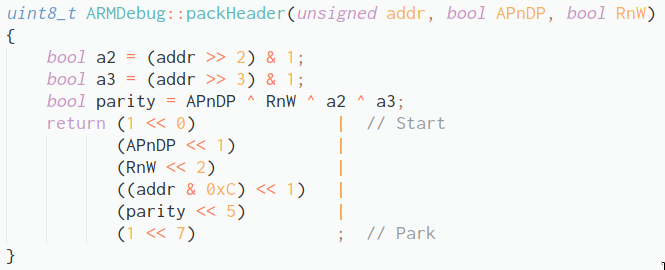 uint8_t ARMDebug::packHeader(unsigned addr, bool APnDP, bool RnW)
{
    bool a2 = (addr >> 2) & 1;
    bool a3 = (addr >> 3) & 1;
    bool parity = APnDP ^ RnW ^ a2 ^ a3;
    return (1 << 0)              |  // Start
           (APnDP << 1)          |
           (RnW << 2)            |
           ((addr & 0xC) << 1)   |
           (parity << 5)         |
           (1 << 7)              ;  // Park
}